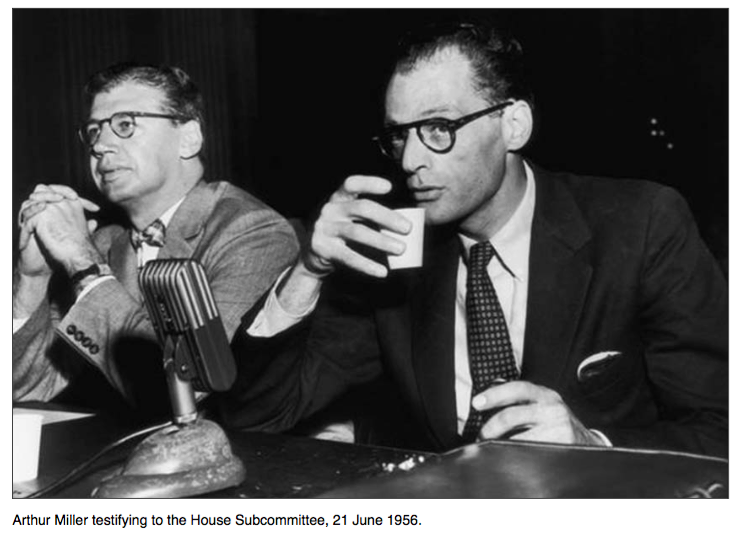 Arthur Miller testifying to the House Subcommittee, 21 June 1956.